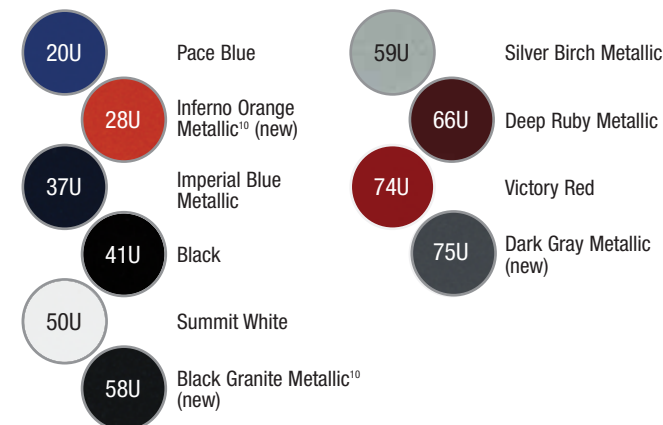 20U
Pace Blue
28U
Inferno Orange
Metallic¹⁰ (new)
37U
Imperial Blue
Metallic
41U
Black
50U
Summit White
58U
Black Granite Metallic¹⁰
(new)
59U
Silver Birch Metallic
66U
Deep Ruby Metallic
74U
Victory Red
75U
Dark Gray Metallic
(new)